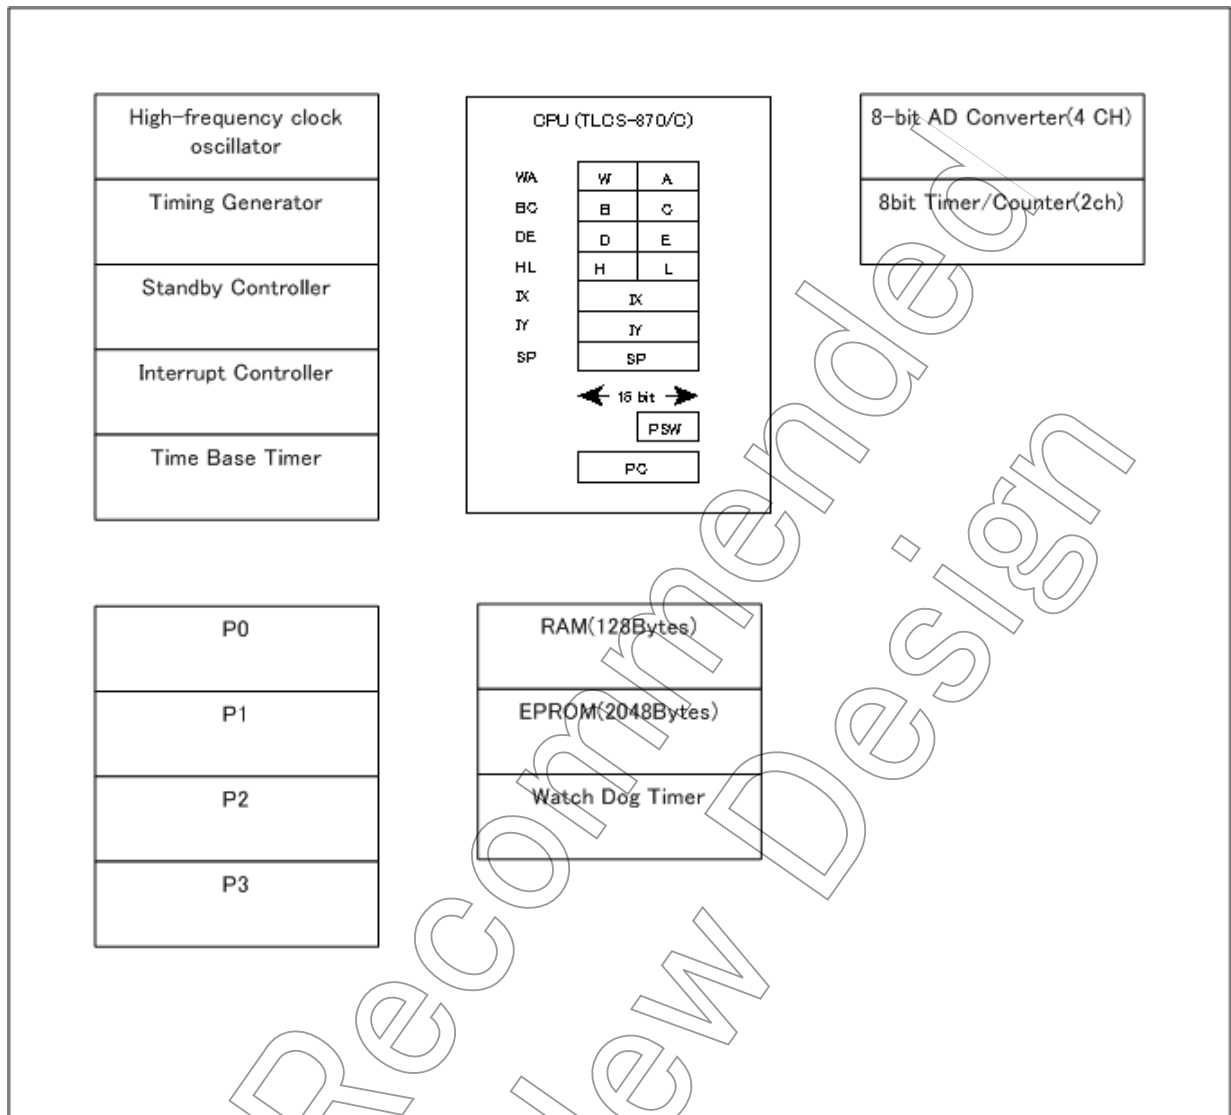 High-frequency clock
oscillator
Timing Generator
Standby Controller
Interrupt Controller
Time Base Timer
CPU (TLCS-870/C)
WA W A
BC B C
DE D E
HL H L
IX IX
IY IY
SP SP
16 bit
PSW
PC
8-bit AD Converter(4 CH)
8bit Timer/Counter(2ch)
P0
P1
P2
P3
RAM(128Bytes)
EPROM(2048Bytes)
Watch Dog Timer
Recommended
Design